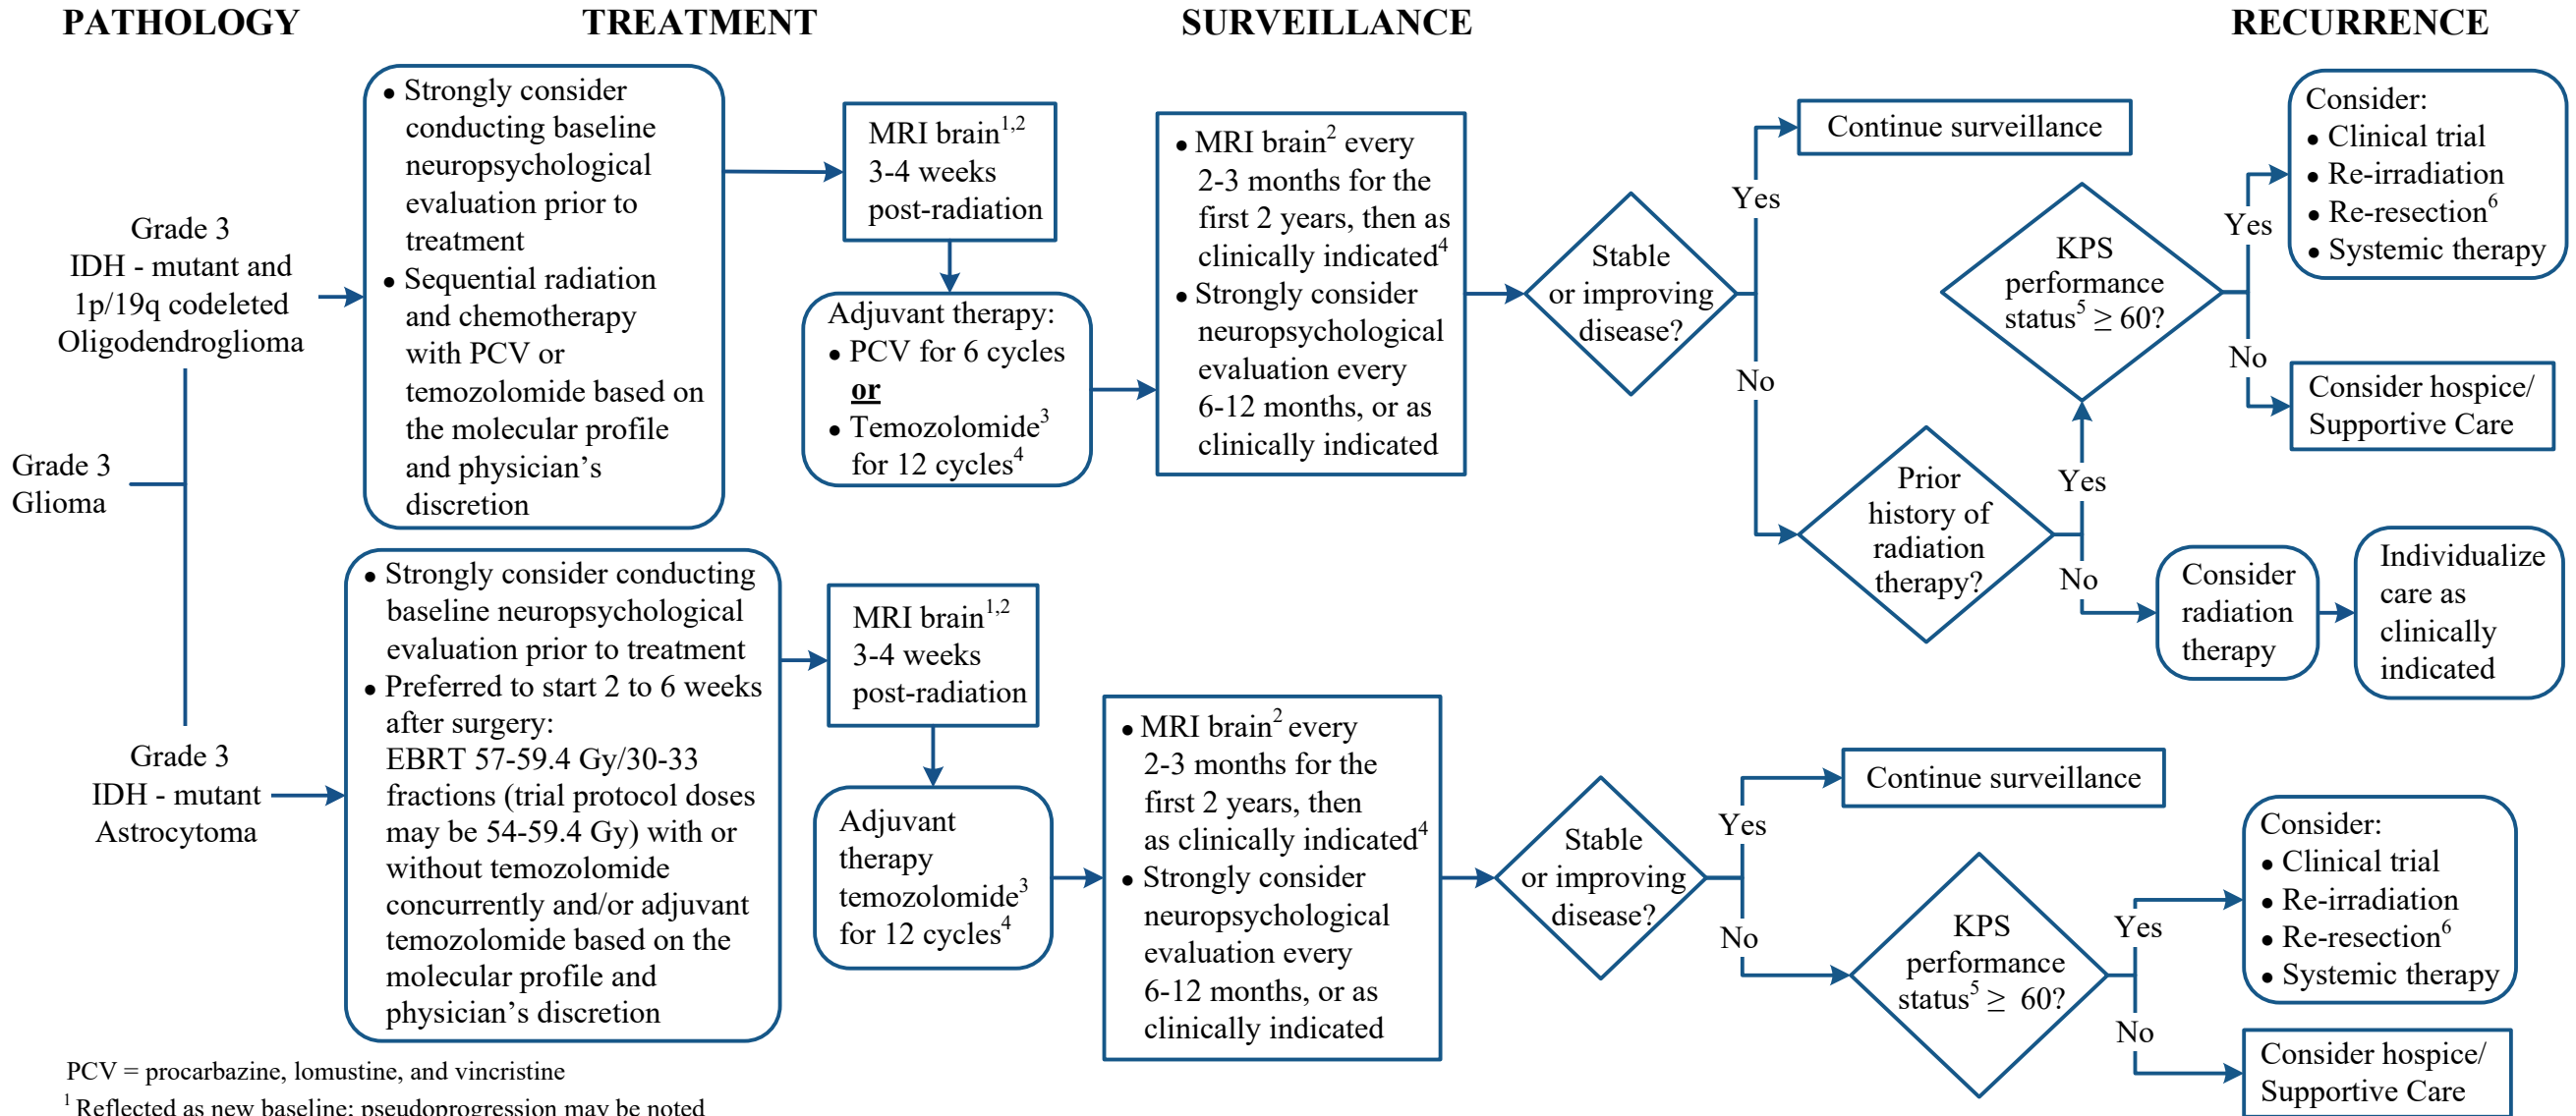 PATHOLOGY
TREATMENT
SURVEILLANCE
RECURRENCE
Grade 3
Glioma
Grade 3
IDH - mutant and
1p/19q codeleted
Oligodendroglioma
• Strongly consider
conducting baseline
neuropsychological
evaluation prior to
treatment
• Sequential radiation
and chemotherapy
with PCV or
temozolomide based on
the molecular profile
and physician’s
discretion
MRI brain1,2
3-4 weeks
post-radiation
Adjuvant therapy:
• PCV for 6 cycles
or
• Temozolomide3
for 12 cycles4
• MRI brain2 every
2-3 months for the
first 2 years, then as
clinically indicated4
• Strongly consider
neuropsychological
evaluation every
6-12 months, or as
clinically indicated
Stable
or improving
disease?
Yes
Continue surveillance
No
Prior
history of
radiation
therapy?
Yes
KPS
performance
status5 ≥ 60?
Yes
Consider:
• Clinical trial
• Re-irradiation
• Re-resection6
• Systemic therapy
No
Consider hospice/
Supportive Care
No
Consider
radiation
therapy
Individualize
care as
clinically
indicated
Grade 3
IDH - mutant
Astrocytoma
• Strongly consider conducting
baseline neuropsychological
evaluation prior to treatment
• Preferred to start 2 to 6 weeks
after surgery:
EBRT 57-59.4 Gy/30-33
fractions (trial protocol doses
may be 54-59.4 Gy) with or
without temozolomide
concurrently and/or adjuvant
temozolomide based on the
molecular profile and
physician’s discretion
MRI brain1,2
3-4 weeks
post-radiation
Adjuvant
therapy
temozolomide3
for 12 cycles4
• MRI brain2 every
2-3 months for the
first 2 years, then
as clinically indicated4
• Strongly consider
neuropsychological
evaluation every
6-12 months, or as
clinically indicated
Stable
or improving
disease?
Yes
Continue surveillance
No
KPS
performance
status5 ≥ 60?
Yes
Consider:
• Clinical trial
• Re-irradiation
• Re-resection6
• Systemic therapy
No
Consider hospice/
Supportive Care
PCV = procarbazine, lomustine, and vincristine
1 Reflected as new baseline; pseudoprogression may be noted